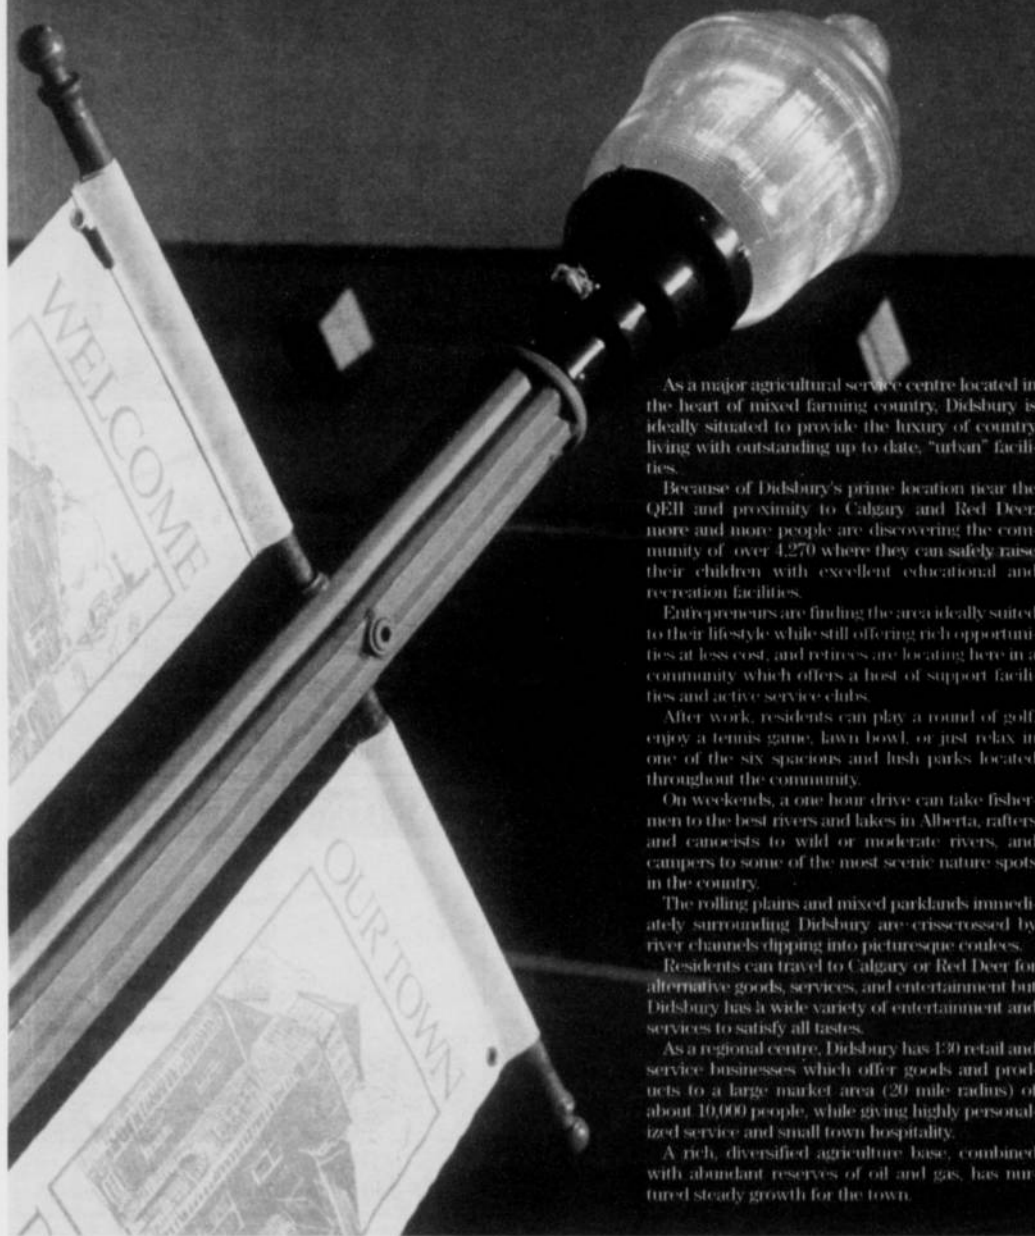 WELCOME
OUR TOWN
As a major agricultural service centre located in
the heart of mixed farming country, Didsbury is
ideally situated to provide the luxury of country
living with outstanding up to date, "urban" facili-
ties.
Because of Didsbury's prime location near the
QEII and proximity to Calgary and Red Deer,
more and more people are discovering the com-
munity of over 4,270 where they can safely raise
their children with excellent educational and
recreation facilities.
Entrepreneurs are finding the area ideally suited
to their lifestyle while still offering rich opportuni-
ties at less cost, and retirees are locating here in a
community which offers a host of support facili-
ties and active service clubs.
After work, residents can play a round of golf,
enjoy a tennis game, lawn bowl, or just relax in
one of the six spacious and lush parks located
throughout the community.
On weekends, a one hour drive can take fisher-
men to the best rivers and lakes in Alberta, rafters
and canoeists to wild or moderate rivers, and
campers to some of the most scenic nature spots
in the country.
The rolling plains and mixed parklands immedi-
ately surrounding Didsbury are crisscrossed by
river channels dipping into picturesque coulees.
Residents can travel to Calgary or Red Deer for
alternative goods, services, and entertainment but
Didsbury has a wide variety of entertainment and
services to satisfy all tastes.
As a regional centre, Didsbury has 130 retail and
service businesses which offer goods and prod-
ucts to a large market area (20 mile radius) of
about 10,000 people, while giving highly personal-
ized service and small town hospitality.
A rich, diversified agriculture base, combined
with abundant reserves of oil and gas, has nur-
tured steady growth for the town.